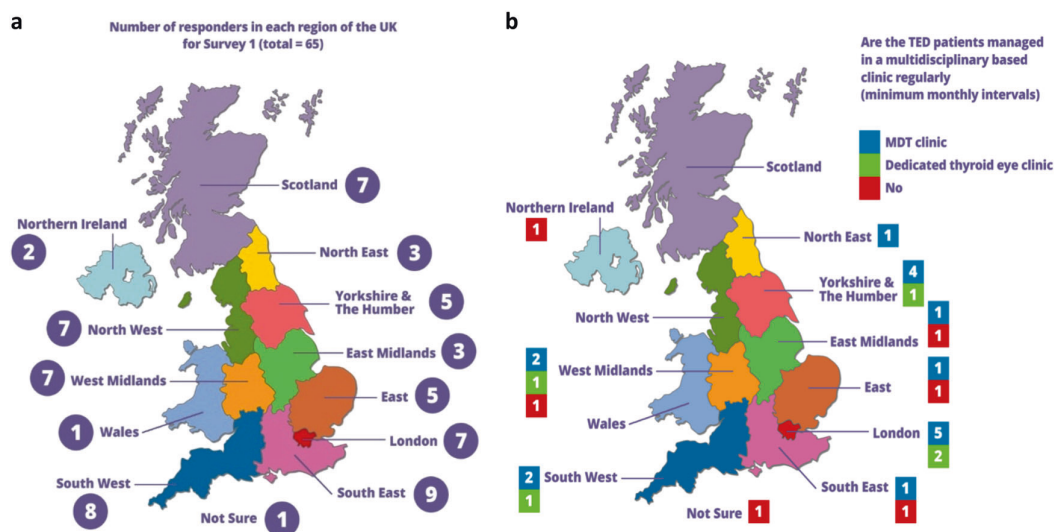 a
Number of responders in each region of the UK
for Survey 1 (total = 65)
Scotland 7
Northern Ireland
2
North East 3
Yorkshire &
The Humber 5
7 North West
East Midlands 3
7 West Midlands
East 5
1 Wales
London 7
South West
8
South East 9
Not Sure 1
b
Are the TED patients managed
in a multidisciplinary based
clinic regularly
(minimum monthly intervals)
MDT clinic
Dedicated thyroid eye clinic
No
Scotland
Northern Ireland
1
North East 1
Yorkshire &
The Humber
4
1
North West
East Midlands
1
1
West Midlands
2
1
1
East
1
1
Wales
London
5
2
South West
2
1
South East
1
1
Not Sure 1